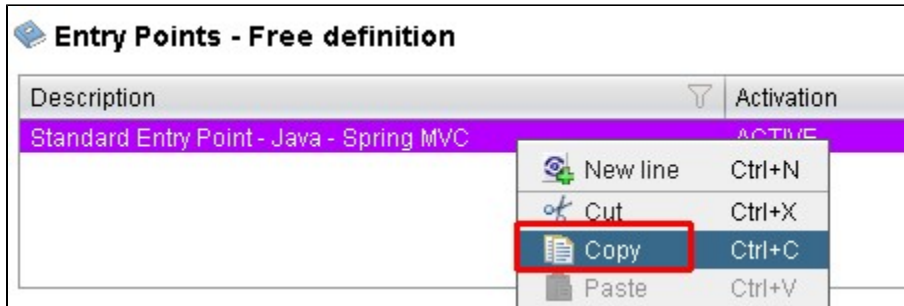 Entry Points - Free definition
Description Activation
Standard Entry Point - Java - Spring MVC ACTIVE
New line Ctrl+N
Cut Ctrl+X
Copy Ctrl+C
Paste Ctrl+V